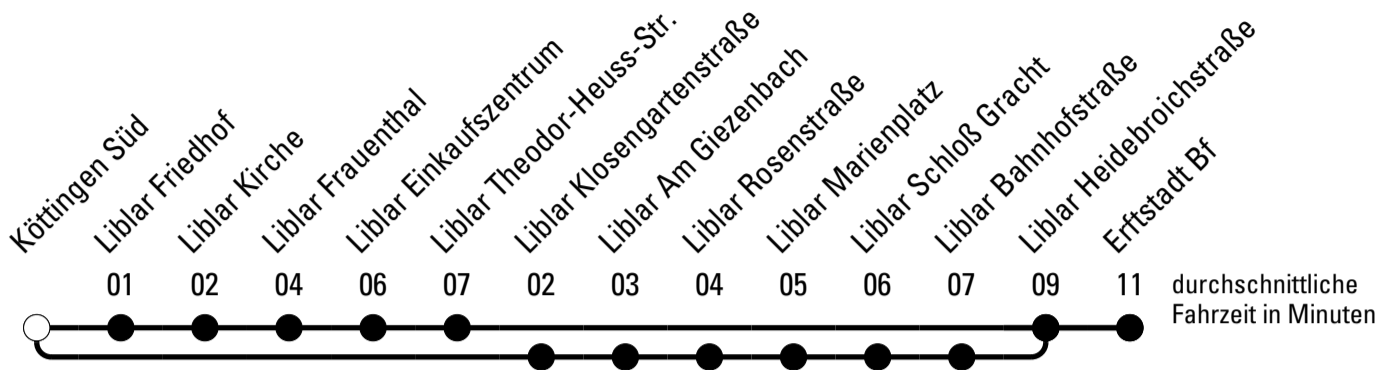 Köttingen Süd
Liblar Friedhof
Liblar Kirche
Liblar Frauenthal
Liblar Einkaufszentrum
Liblar Theodor-Heuss-Str.
Liblar Klosengartenstraße
Liblar Am Giezenbach
Liblar Rosenstraße
Liblar Marienplatz
Liblar Schloß Gracht
Liblar Bahnhofstraße
Liblar Heidebroichstraße
Erftstadt Bf
01 02 04 06 07 02 03 04 05 06 07 09 11
durchschnittliche
Fahrzeit in Minuten